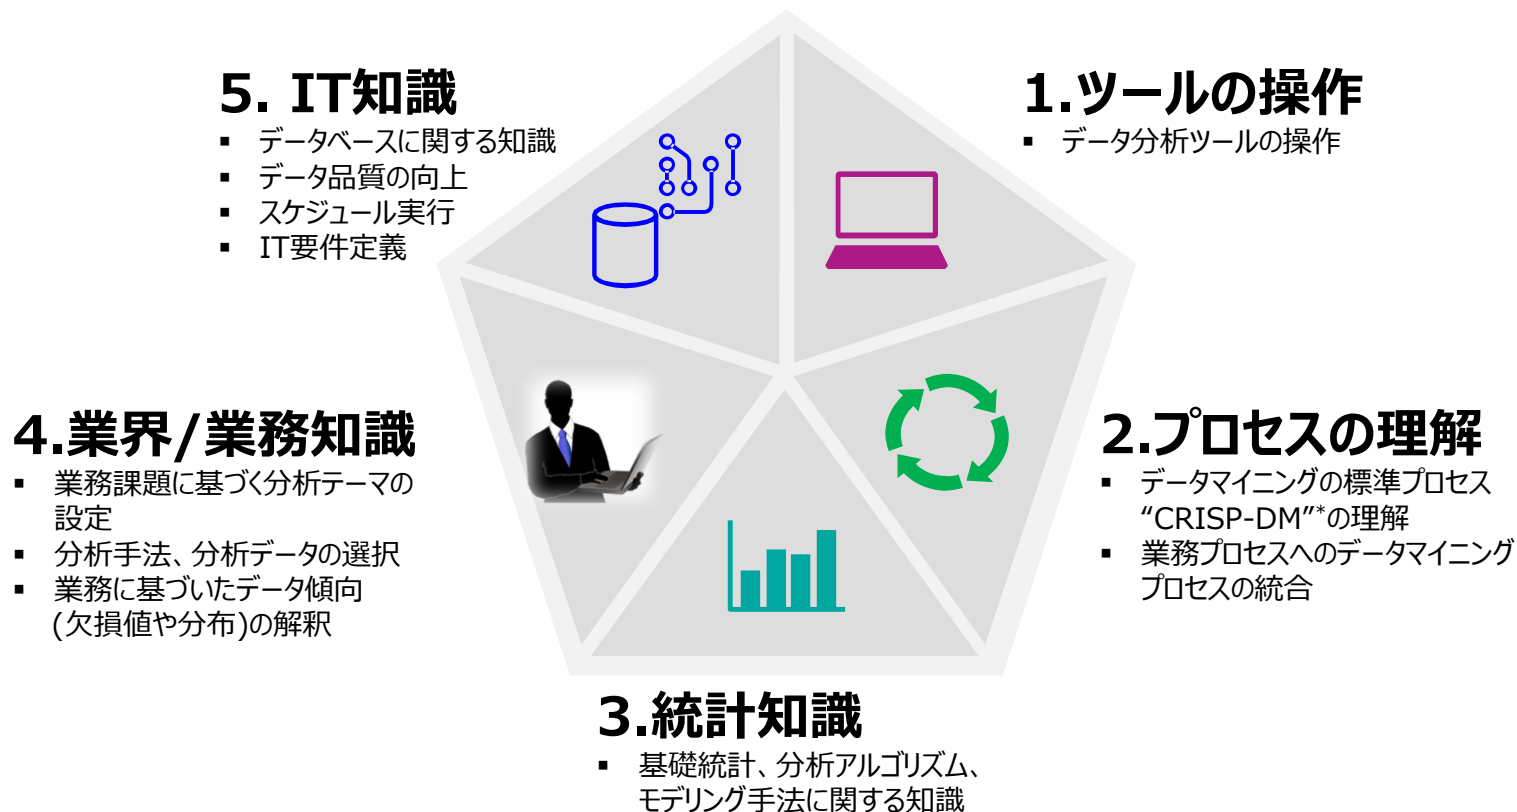 5. IT知識
▪ データベースに関する知識
▪ データ品質の向上
▪ スケジュール実行
▪ IT要件定義
1.ツールの操作
▪ データ分析ツールの操作
4.業界/業務知識
▪ 業務課題に基づく分析テーマの
設定
▪ 分析手法、分析データの選択
▪ 業務に基づいたデータ傾向
(欠損値や分布)の解釈
2.プロセスの理解
▪ データマイニングの標準プロセス
“CRISP-DM”*の理解
▪ 業務プロセスへのデータマイニング
プロセスの統合
3.統計知識
▪ 基礎統計、分析アルゴリズム、
モデリング手法に関する知識